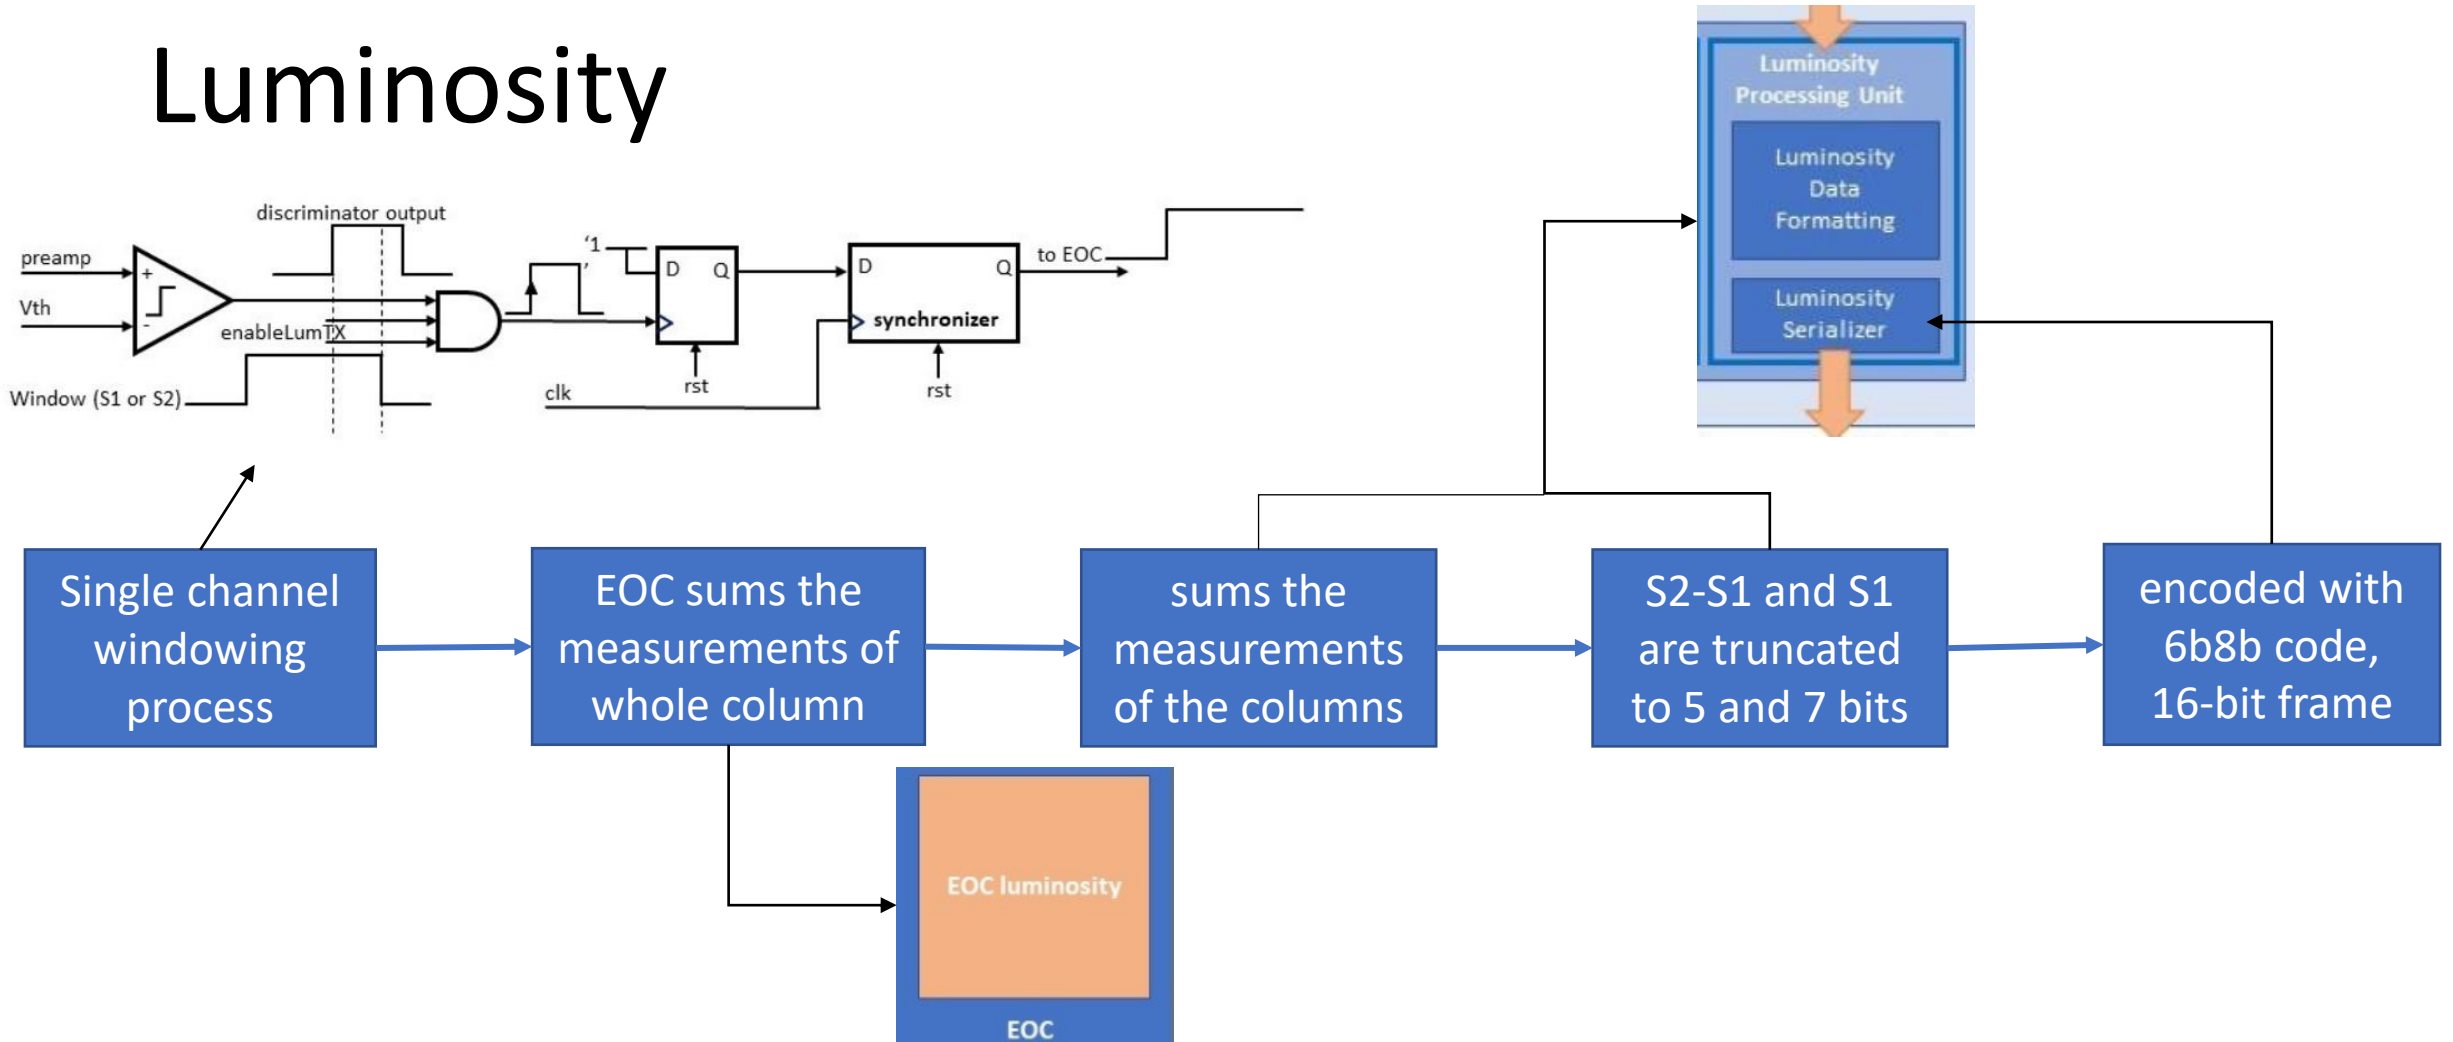 Luminosity
discriminator output
preamp
+
Vth
-
enableLumTX
Window (S1 or S2)
‘1
’
D Q
rst
clk
D Q
synchronizer
rst
to EOC
Luminosity
Processing Unit
Luminosity
Data
Formatting
Luminosity
Serializer
Single channel
windowing
process
EOC sums the
measurements of
whole column
sums the
measurements
of the columns
S2-S1 and S1
are truncated
to 5 and 7 bits
encoded with
6b8b code,
16-bit frame
EOC luminosity
EOC